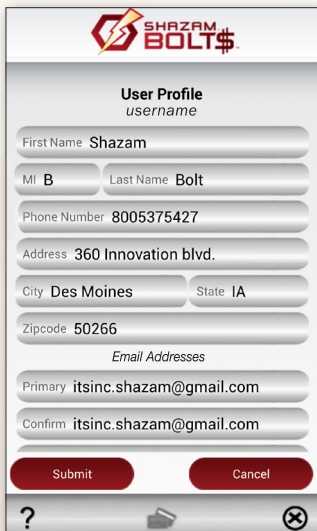 SHAZAM
BOLT$
User Profile
username
First Name Shazam
MI B Last Name Bolt
Phone Number 8005375427
Address 360 Innovation blvd.
City Des Moines State IA
Zipcode 50266
Email Addresses
Primary itsinc.shazam@gmail.com
Confirm itsinc.shazam@gmail.com
Submit Cancel
?